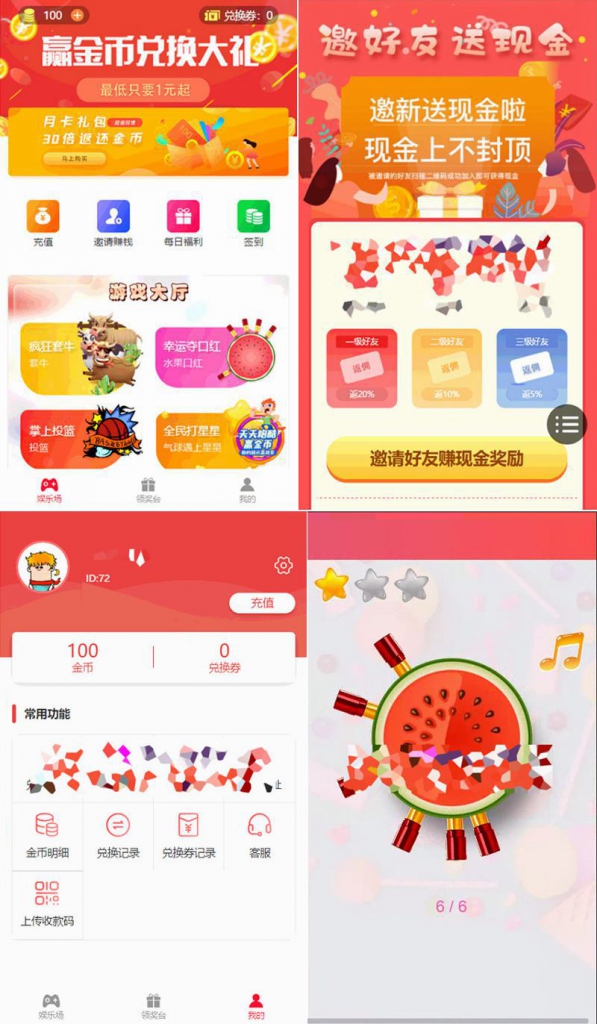 100
兑换券：0
赢金币兑换大礼
最低只要1元起
月卡礼包
30倍返还金币
马上购买
充值
邀请赚钱
每日福利
签到
游戏大厅
疯狂套牛
套牛
幸运夺口红
水果口红
掌上投篮
投篮
全民打星星
气球遇上星星
天天抱酷
赢金币
娱乐场
领奖台
我的
邀好友送现金
邀新送现金啦
现金上不封顶
被邀请的好友扫描二维码成功加入即可获得现金
一级好友
二级好友
三级好友
返佣
返佣
返佣
返20%
返10%
返5%
邀请好友赚现金奖励
ID:72
充值
100
0
金币
兑换券
常用功能
址
金币明细
兑换记录
兑换券记录
客服
上传收款码
娱乐场
领奖台
我的
6 / 6